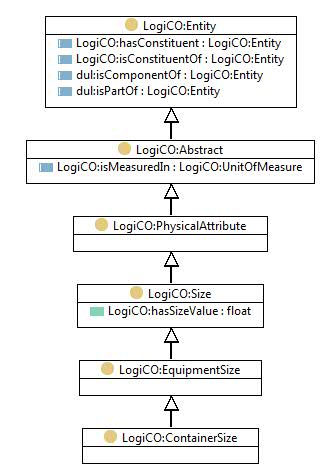 LogiCO:Entity
LogiCO:hasConstituent : LogiCO:Entity
LogiCO:isConstituentOf : LogiCO:Entity
dul:isComponentOf : LogiCO:Entity
dul:isPartOf : LogiCO:Entity
LogiCO:Abstract
LogiCO:isMeasuredIn : LogiCO:UnitOfMeasure
LogiCO:PhysicalAttribute
LogiCO:Size
LogiCO:hasSizeValue : float
LogiCO:EquipmentSize
LogiCO:ContainerSize